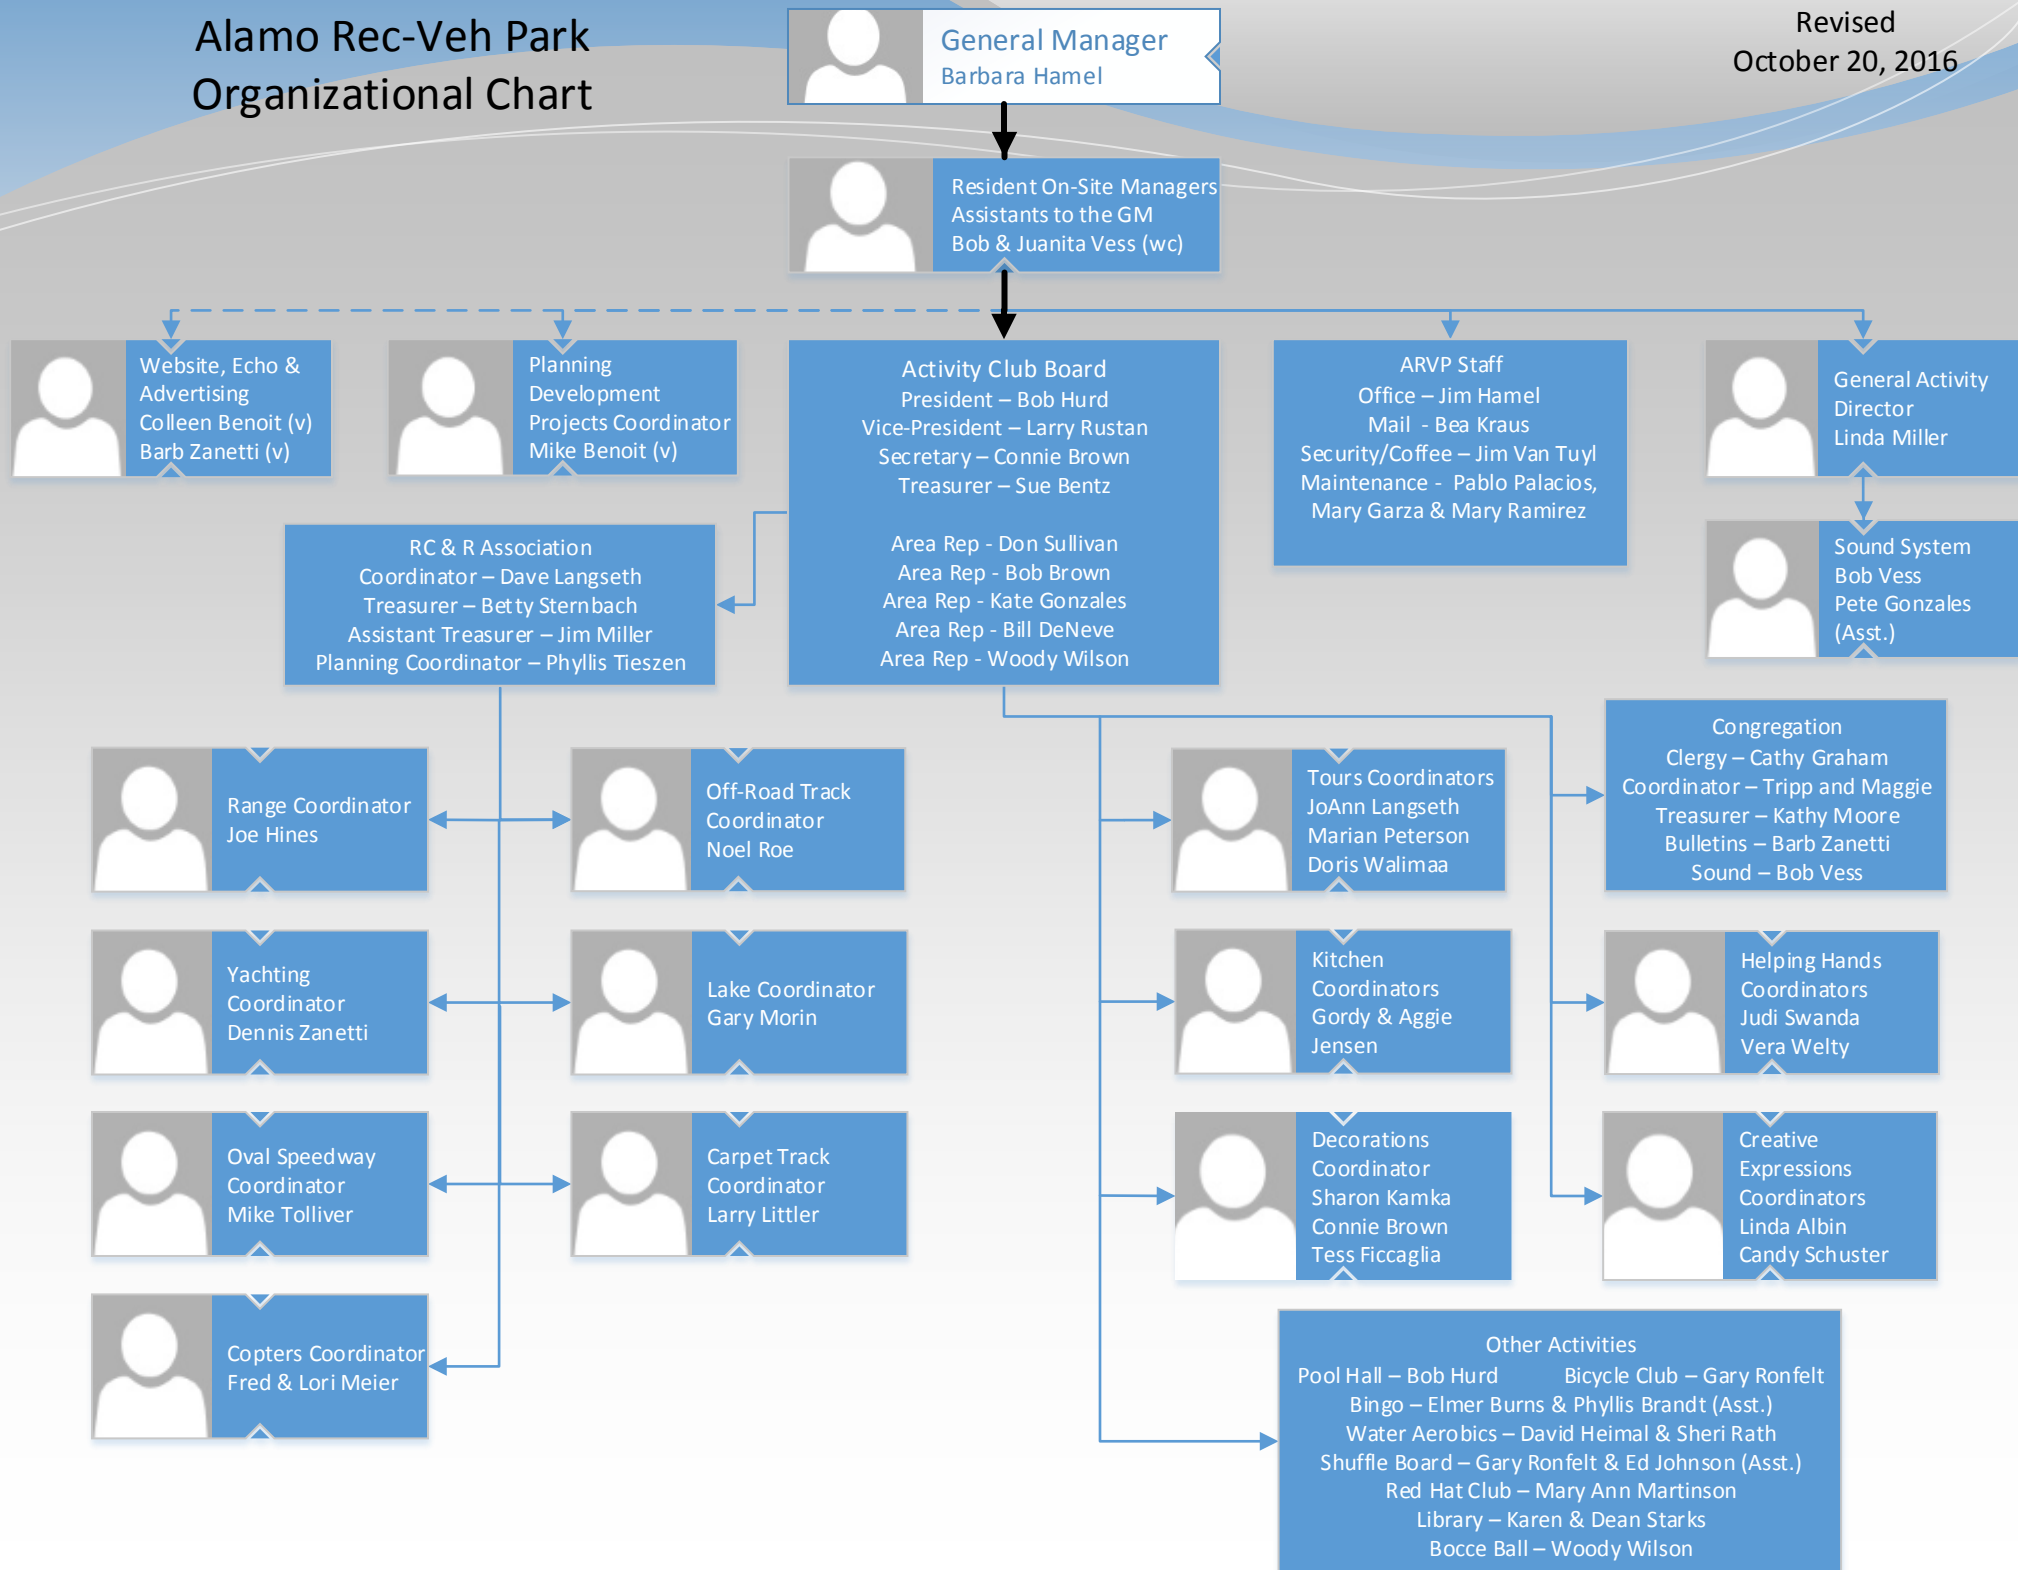 Alamo Rec-Veh Park
Organizational Chart
General Manager
Barbara Hamel
Revised
October 20, 2016
Resident On-Site Managers
Assistants to the GM
Bob & Juanita Vess (wc)
Website, Echo &
Advertising
Colleen Benoit (v)
Barb Zanetti (v)
Planning
Development
Projects Coordinator
Mike Benoit (v)
Activity Club Board
President – Bob Hurd
Vice-President – Larry Rustan
Secretary – Connie Brown
Treasurer – Sue Bentz
Area Rep - Don Sullivan
Area Rep - Bob Brown
Area Rep - Kate Gonzales
Area Rep - Bill DeNeve
Area Rep - Woody Wilson
ARVP Staff
Office – Jim Hamel
Mail - Bea Kraus
Security/Coffee – Jim Van Tuyl
Maintenance - Pablo Palacios,
Mary Garza & Mary Ramirez
General Activity
Director
Linda Miller
Sound System
Bob Vess
Pete Gonzales
(Asst.)
RC & R Association
Coordinator – Dave Langseth
Treasurer – Betty Sternbach
Assistant Treasurer – Jim Miller
Planning Coordinator – Phyllis Tieszen
Range Coordinator
Joe Hines
Off-Road Track
Coordinator
Noel Roe
Yachting
Coordinator
Dennis Zanetti
Lake Coordinator
Gary Morin
Oval Speedway
Coordinator
Mike Tolliver
Carpet Track
Coordinator
Larry Littler
Copters Coordinator
Fred & Lori Meier
Tours Coordinators
JoAnn Langseth
Marian Peterson
Doris Walimaa
Congregation
Clergy – Cathy Graham
Coordinator – Tripp and Maggie
Treasurer – Kathy Moore
Bulletins – Barb Zanetti
Sound – Bob Vess
Kitchen
Coordinators
Gordy & Aggie
Jensen
Helping Hands
Coordinators
Judi Swanda
Vera Welty
Decorations
Coordinator
Sharon Kamka
Connie Brown
Tess Ficcaglia
Creative
Expressions
Coordinators
Linda Albin
Candy Schuster
Other Activities
Pool Hall – Bob Hurd Bicycle Club – Gary Ronfelt
Bingo – Elmer Burns & Phyllis Brandt (Asst.)
Water Aerobics – David Heimal & Sheri Rath
Shuffle Board – Gary Ronfelt & Ed Johnson (Asst.)
Red Hat Club – Mary Ann Martinson
Library – Karen & Dean Starks
Bocce Ball – Woody Wilson